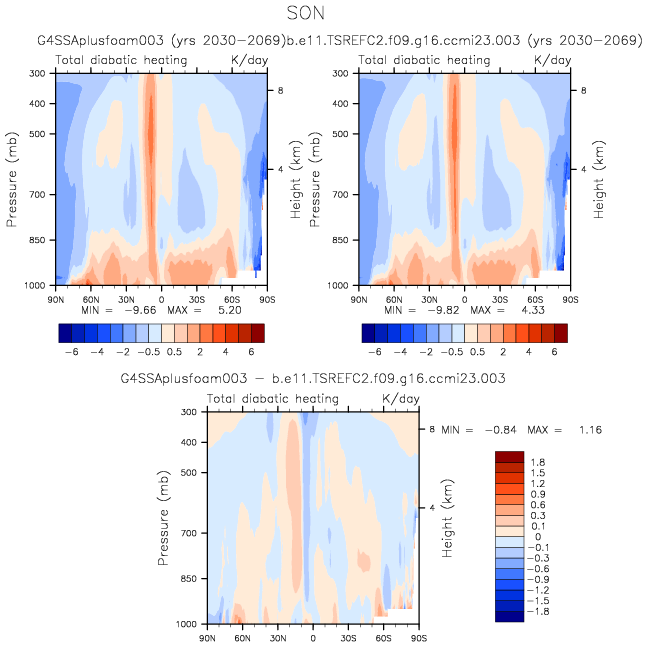 SON
G4SSAplusfoam003 (yrs 2030-2069)b.e11.TSREFC2.f09.g16.ccmi23.003 (yrs 2030-2069)
Total diabatic heating K/day Total diabatic heating K/day
300 400 500 700 850 1000
Pressure (mb)
8 4
Height (km)
90N 60N 30N 0 30S 60S 90S
MIN = -9.66 MAX = 5.20
-6 -4 -2 -0.5 0.5 2 4 6
300 400 500 700 850 1000
Pressure (mb)
8 4
Height (km)
90N 60N 30N 0 30S 60S 90S
MIN = -9.82 MAX = 4.33
-6 -4 -2 -0.5 0.5 2 4 6
G4SSAplusfoam003 - b.e11.TSREFC2.f09.g16.ccmi23.003
Total diabatic heating K/day
300 400 500 700 850 1000
Pressure (mb)
8 4
Height (km)
90N 60N 30N 0 30S 60S 90S
MIN = -0.84 MAX = 1.16
1.8
1.5
1.2
0.9
0.6
0.3
0.1
0
-0.1
-0.3
-0.6
-0.9
-1.2
-1.5
-1.8